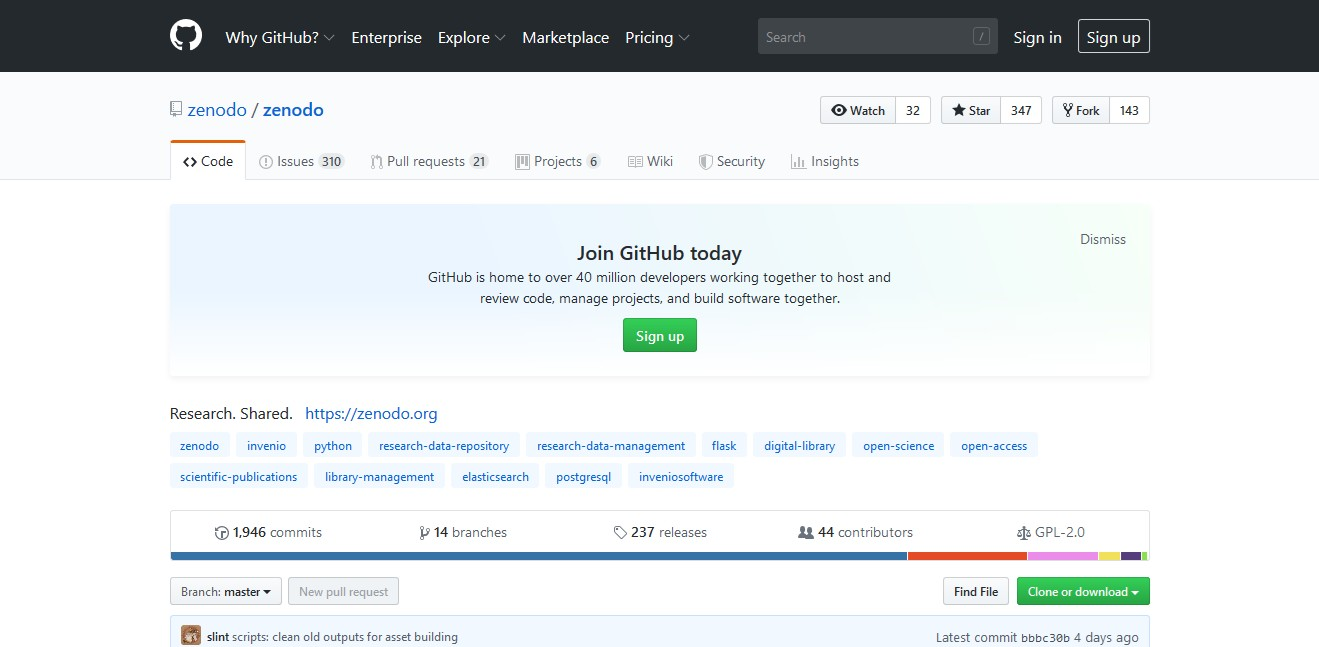 Why GitHub? Enterprise Explore Marketplace Pricing Search / Sign in Sign up
zenodo / zenodo Watch 32 Star 347 Fork 143
Code Issues 310 Pull requests 21 Projects 6 Wiki Security Insights
Dismiss
Join GitHub today
GitHub is home to over 40 million developers working together to host and
review code, manage projects, and build software together.
Sign up
Research. Shared. https://zenodo.org
zenodo invenio python research-data-repository research-data-management flask digital-library open-science open-access
scientific-publications library-management elasticsearch postgresql inveniosoftware
1,946 commits 14 branches 237 releases 44 contributors GPL-2.0
Branch: master New pull request Find File Clone or download
slint scripts: clean old outputs for asset building Latest commit bbbc30b 4 days ago